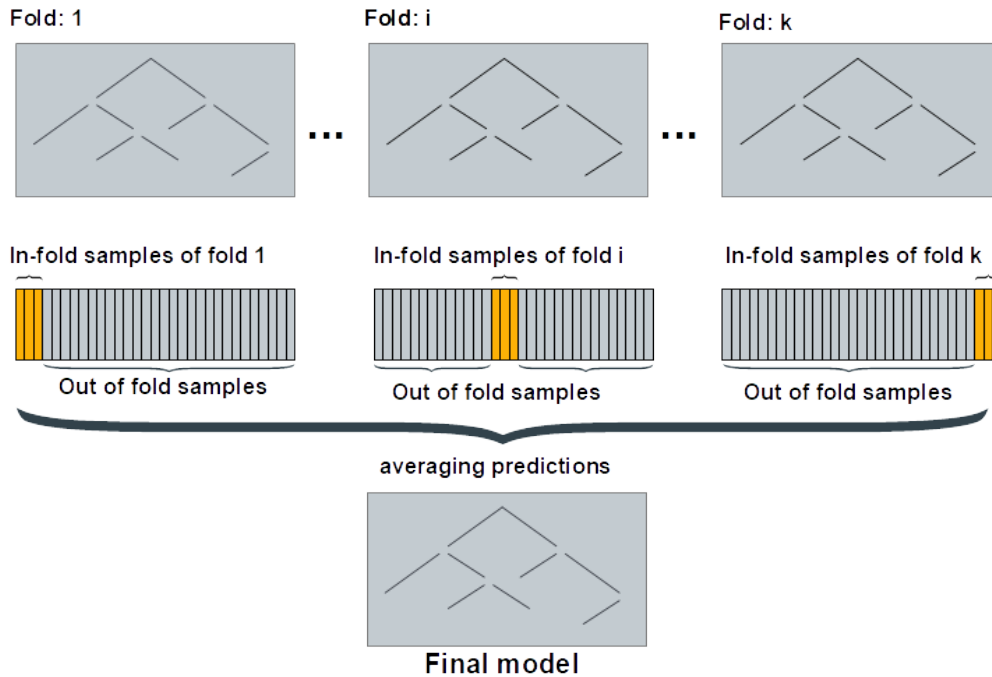 Fold: 1
Fold: i
Fold: k
...
...
In-fold samples of fold 1
In-fold samples of fold i
In-fold samples of fold k
Out of fold samples
Out of fold samples
Out of fold samples
averaging predictions
Final model